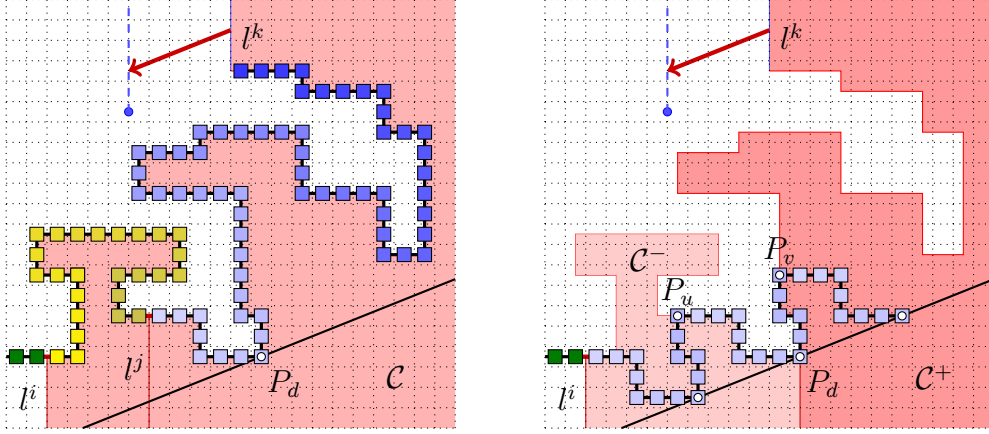 l^k
l^i
l^j
P_d
𝒞
l^k
𝒞^-
P_v
P_u
l^i
P_d
𝒞^+